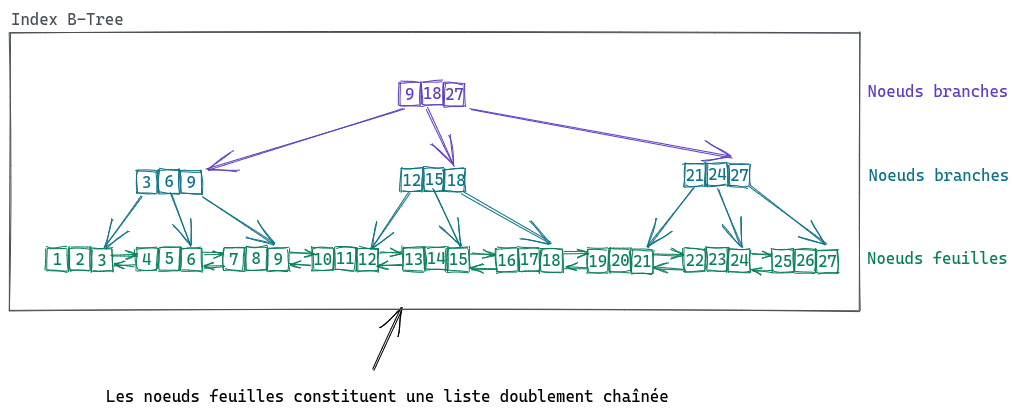 Index B-Tree
9 18 27 Noeuds branches
3 6 9 12 15 18 21 24 27 Noeuds branches
1 2 3 4 5 6 7 8 9 10 11 12 13 14 15 16 17 18 19 20 21 22 23 24 25 26 27 Noeuds feuilles
Les noeuds feuilles constituent une liste doublement chaînée